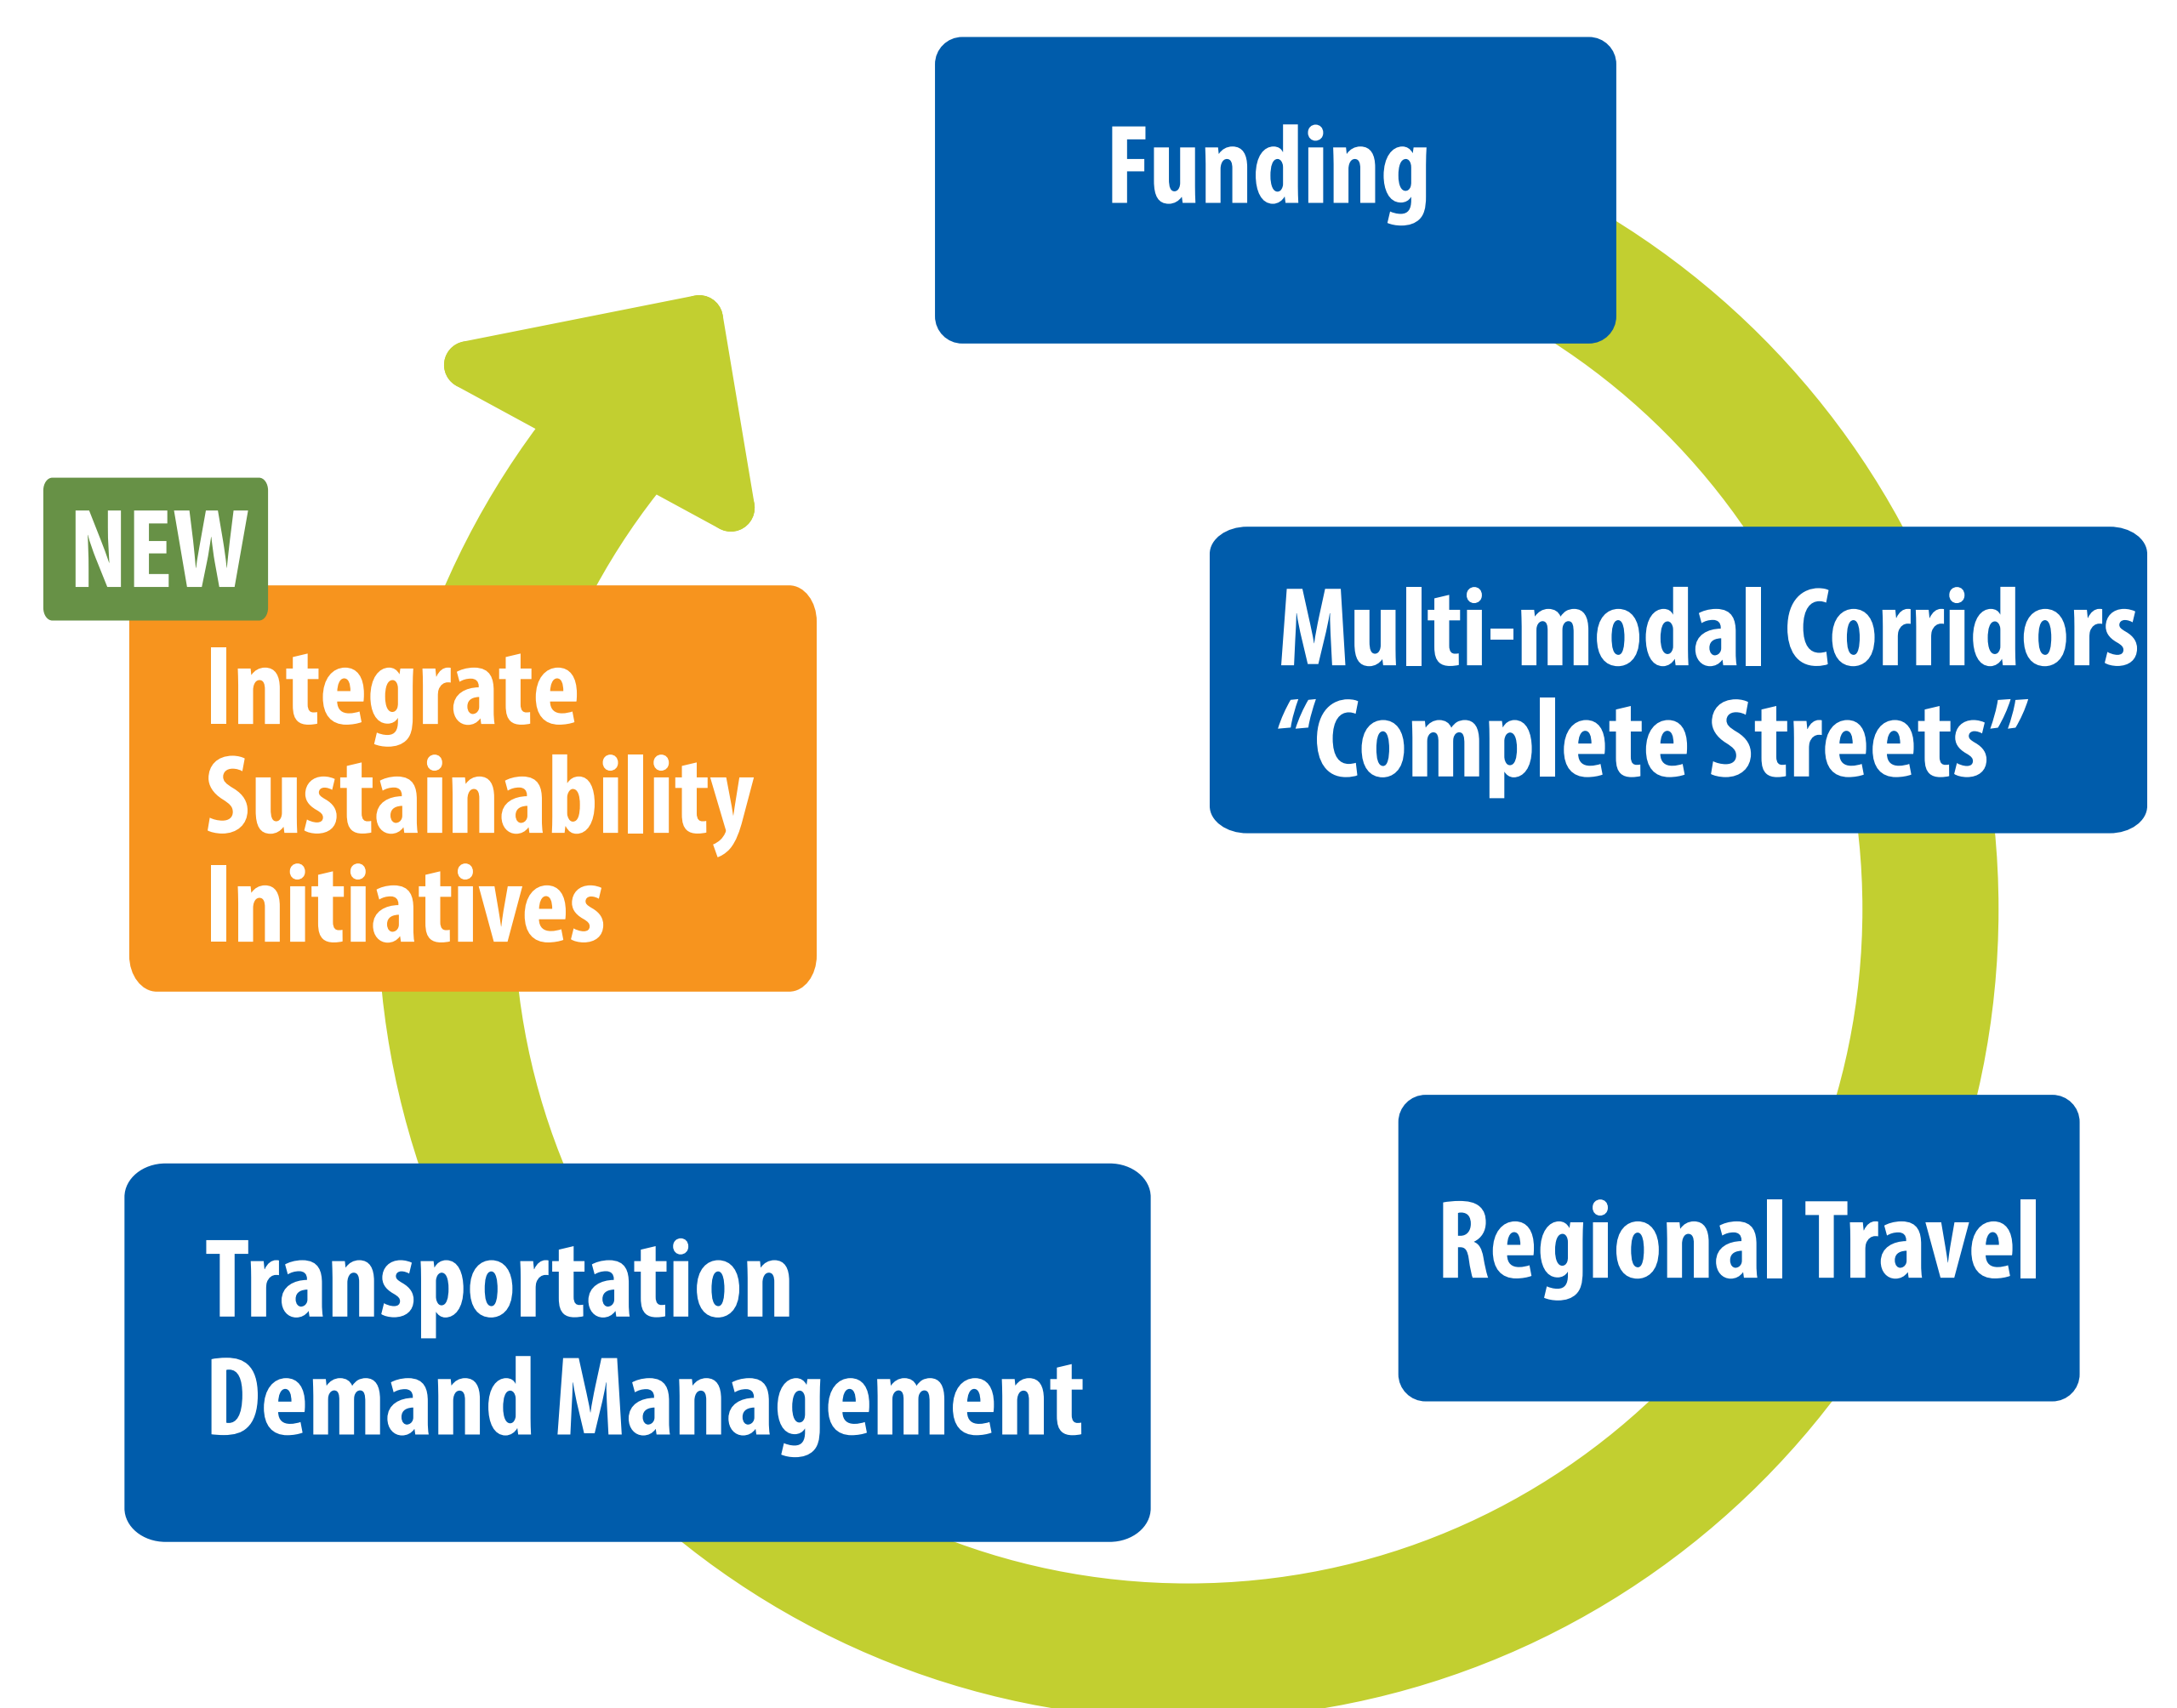 Funding
Multi-modal Corridors
“Complete Streets”
Regional Travel
Transportation
Demand Management
NEW
Integrate
Sustainability
Initiatives